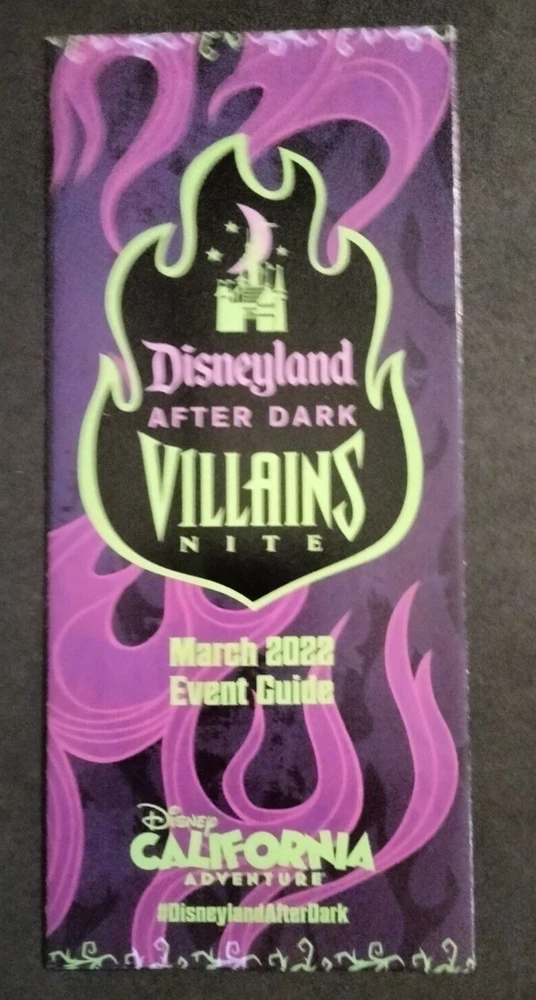 Disneyland
AFTER DARK
VILLAINS
NITE
March 2022
Event Guide
Disney
CALIFORNIA
ADVENTURE
#DisneylandAfterDark